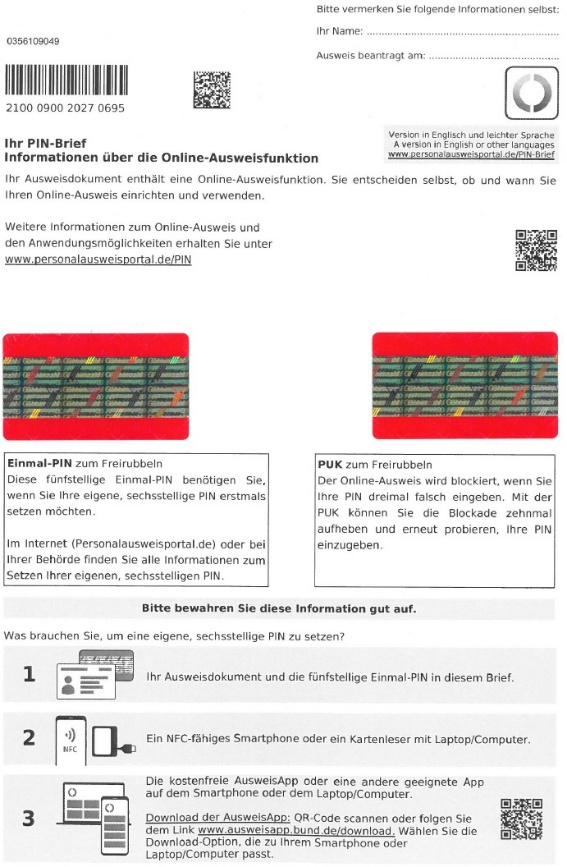 Bitte vermerken Sie folgende Informationen selbst:
Ihr Name:
Ausweis beantragt am:
0356109049
2100 0900 2027 0695
Version in Englisch und leichter Sprache
A version in English or other languages
www.personalausweisportal.de/PIN-Brief
Ihr PIN-Brief
Informationen über die Online-Ausweisfunktion
Ihr Ausweisdokument enthält eine Online-Ausweisfunktion. Sie entscheiden selbst, ob und wann Sie
Ihren Online-Ausweis einrichten und verwenden.
Weitere Informationen zum Online-Ausweis und
den Anwendungsmöglichkeiten erhalten Sie unter
www.personalausweisportal.de/PIN
Einmal-PIN zum Freirubbeln
Diese fünfstellige Einmal-PIN benötigen Sie,
wenn Sie Ihre eigene, sechsstellige PIN erstmals
setzen möchten.
Im Internet (Personalausweisportal.de) oder bei
Ihrer Behörde finden Sie alle Informationen zum
Setzen Ihrer eigenen, sechsstelligen PIN.
PUK zum Freirubbeln
Der Online-Ausweis wird blockiert, wenn Sie
Ihre PIN dreimal falsch eingeben. Mit der
PUK können Sie die Blockade zehnmal
aufheben und erneut probieren, Ihre PIN
einzugeben.
Bitte bewahren Sie diese Information gut auf.
Was brauchen Sie, um eine eigene, sechsstellige PIN zu setzen?
1
Ihr Ausweisdokument und die fünfstellige Einmal-PIN in diesem Brief.
2
NFC
Ein NFC-fähiges Smartphone oder ein Kartenleser mit Laptop/Computer.
3
Die kostenfreie AusweisApp oder eine andere geeignete App
auf dem Smartphone oder dem Laptop/Computer.
Download der AusweisApp: QR-Code scannen oder folgen Sie
dem Link www.ausweisapp.bund.de/download. Wählen Sie die
Download-Option, die zu Ihrem Smartphone oder
Laptop/Computer passt.